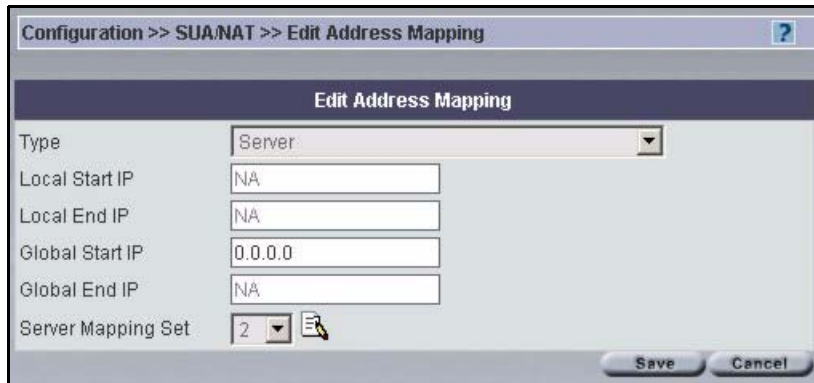 Configuration >> SUA/NAT >> Edit Address Mapping ?
Edit Address Mapping
Type Server
Local Start IP NA
Local End IP NA
Global Start IP 0.0.0.0
Global End IP NA
Server Mapping Set 2
Save Cancel